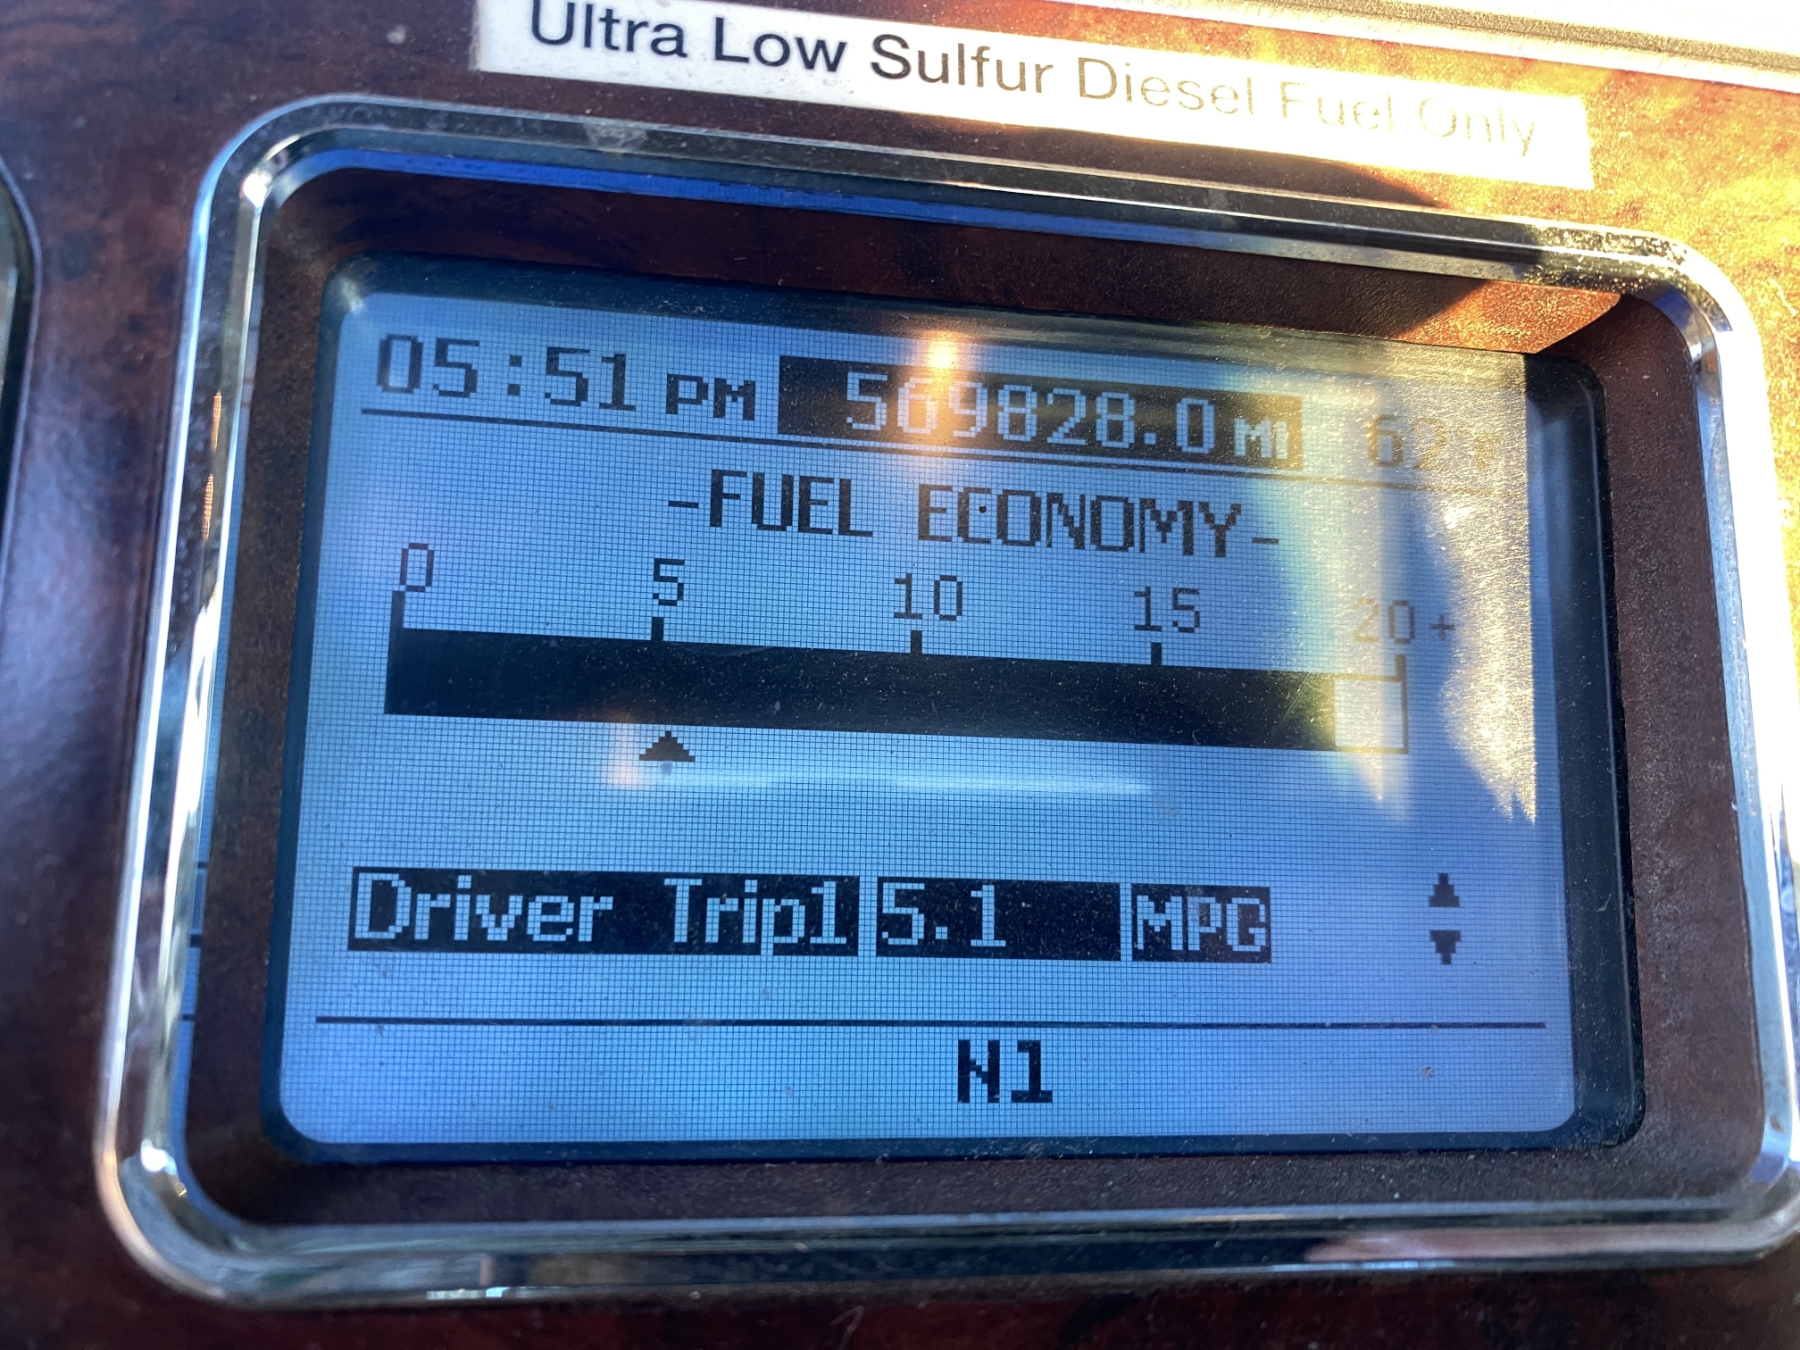 Ultra Low Sulfur Diesel Fuel Only
05:51 PM 569828.0 MI
-FUEL ECONOMY-
0 5 10 15 20+
Driver Trip1 5.1 MPG
N1